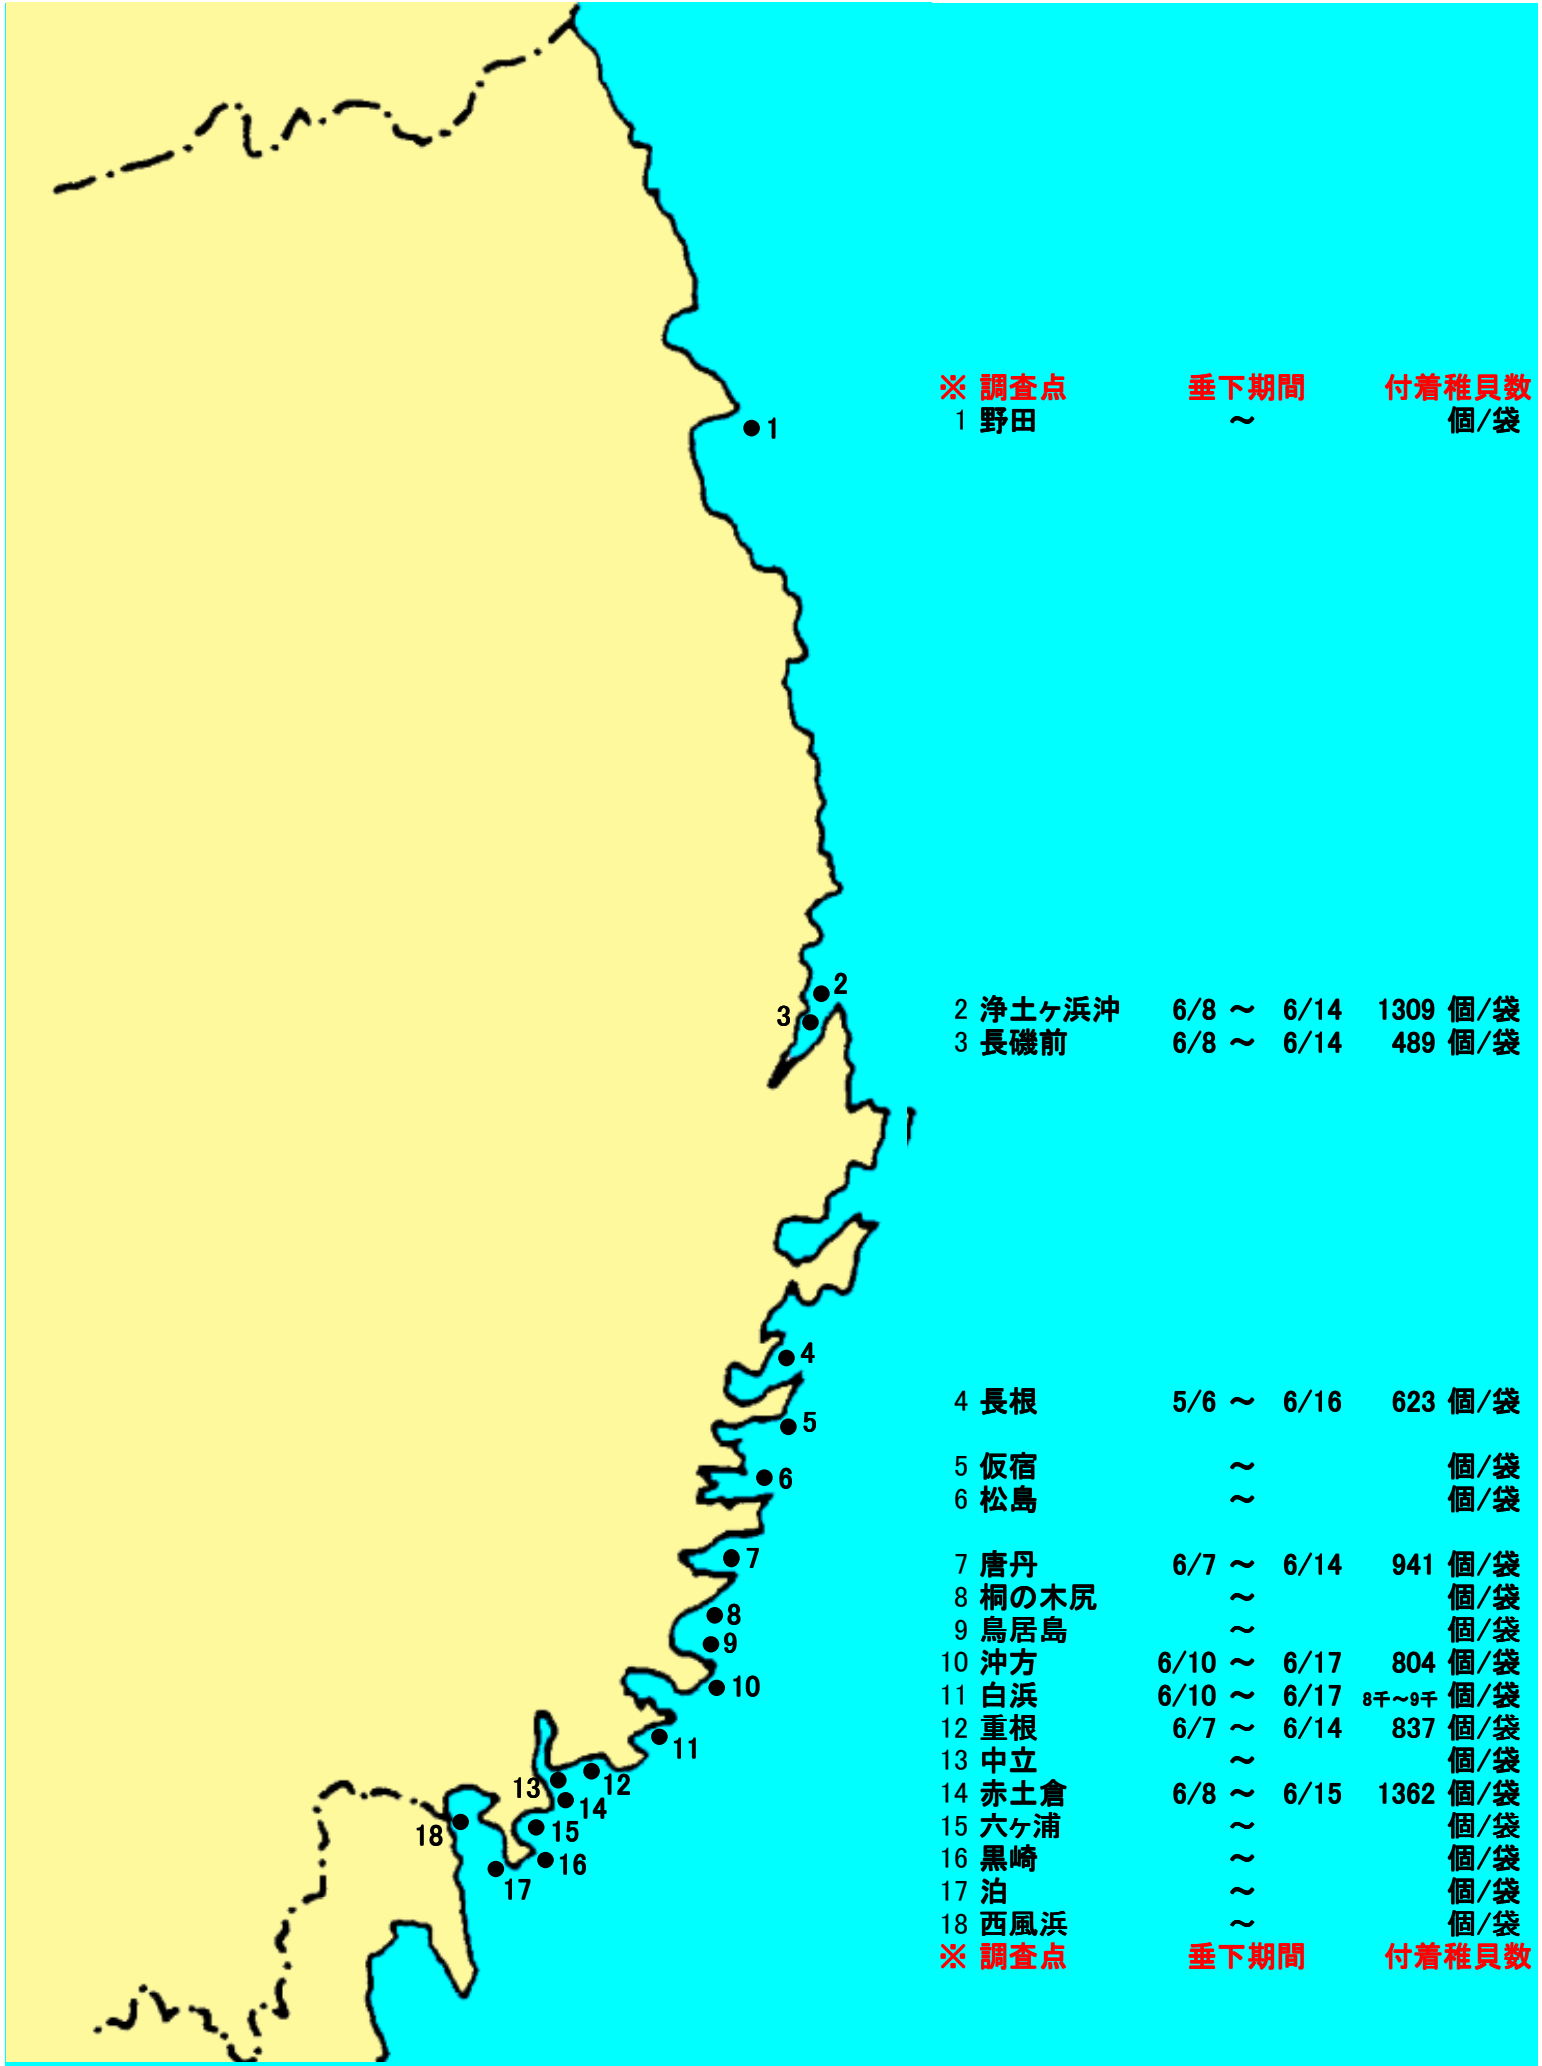 ※ 調査点 垂下期間 付着稚貝数
1 野田 ～ 個/袋
1
2
3
2 浄土ヶ浜沖 6/8 ～ 6/14 1309 個/袋
3 長磯前 6/8 ～ 6/14 489 個/袋
4
4 長根 5/6 ～ 6/16 623 個/袋
5
5 仮宿 ～ 個/袋
6
6 松島 ～ 個/袋
7
7 唐丹 6/7 ～ 6/14 941 個/袋
8 桐の木尻 ～ 個/袋
8
9 鳥居島 ～ 個/袋
9
10 沖方 6/10 ～ 6/17 804 個/袋
10
11 白浜 6/10 ～ 6/17 8千～9千 個/袋
12 重根 6/7 ～ 6/14 837 個/袋
11
13 中立 ～ 個/袋
13
12
14 赤土倉 6/8 ～ 6/15 1362 個/袋
14
15 六ヶ浦 ～ 個/袋
18
15
16 黒崎 ～ 個/袋
16
17 泊 ～ 個/袋
17
18 西風浜 ～ 個/袋
※ 調査点 垂下期間 付着稚貝数